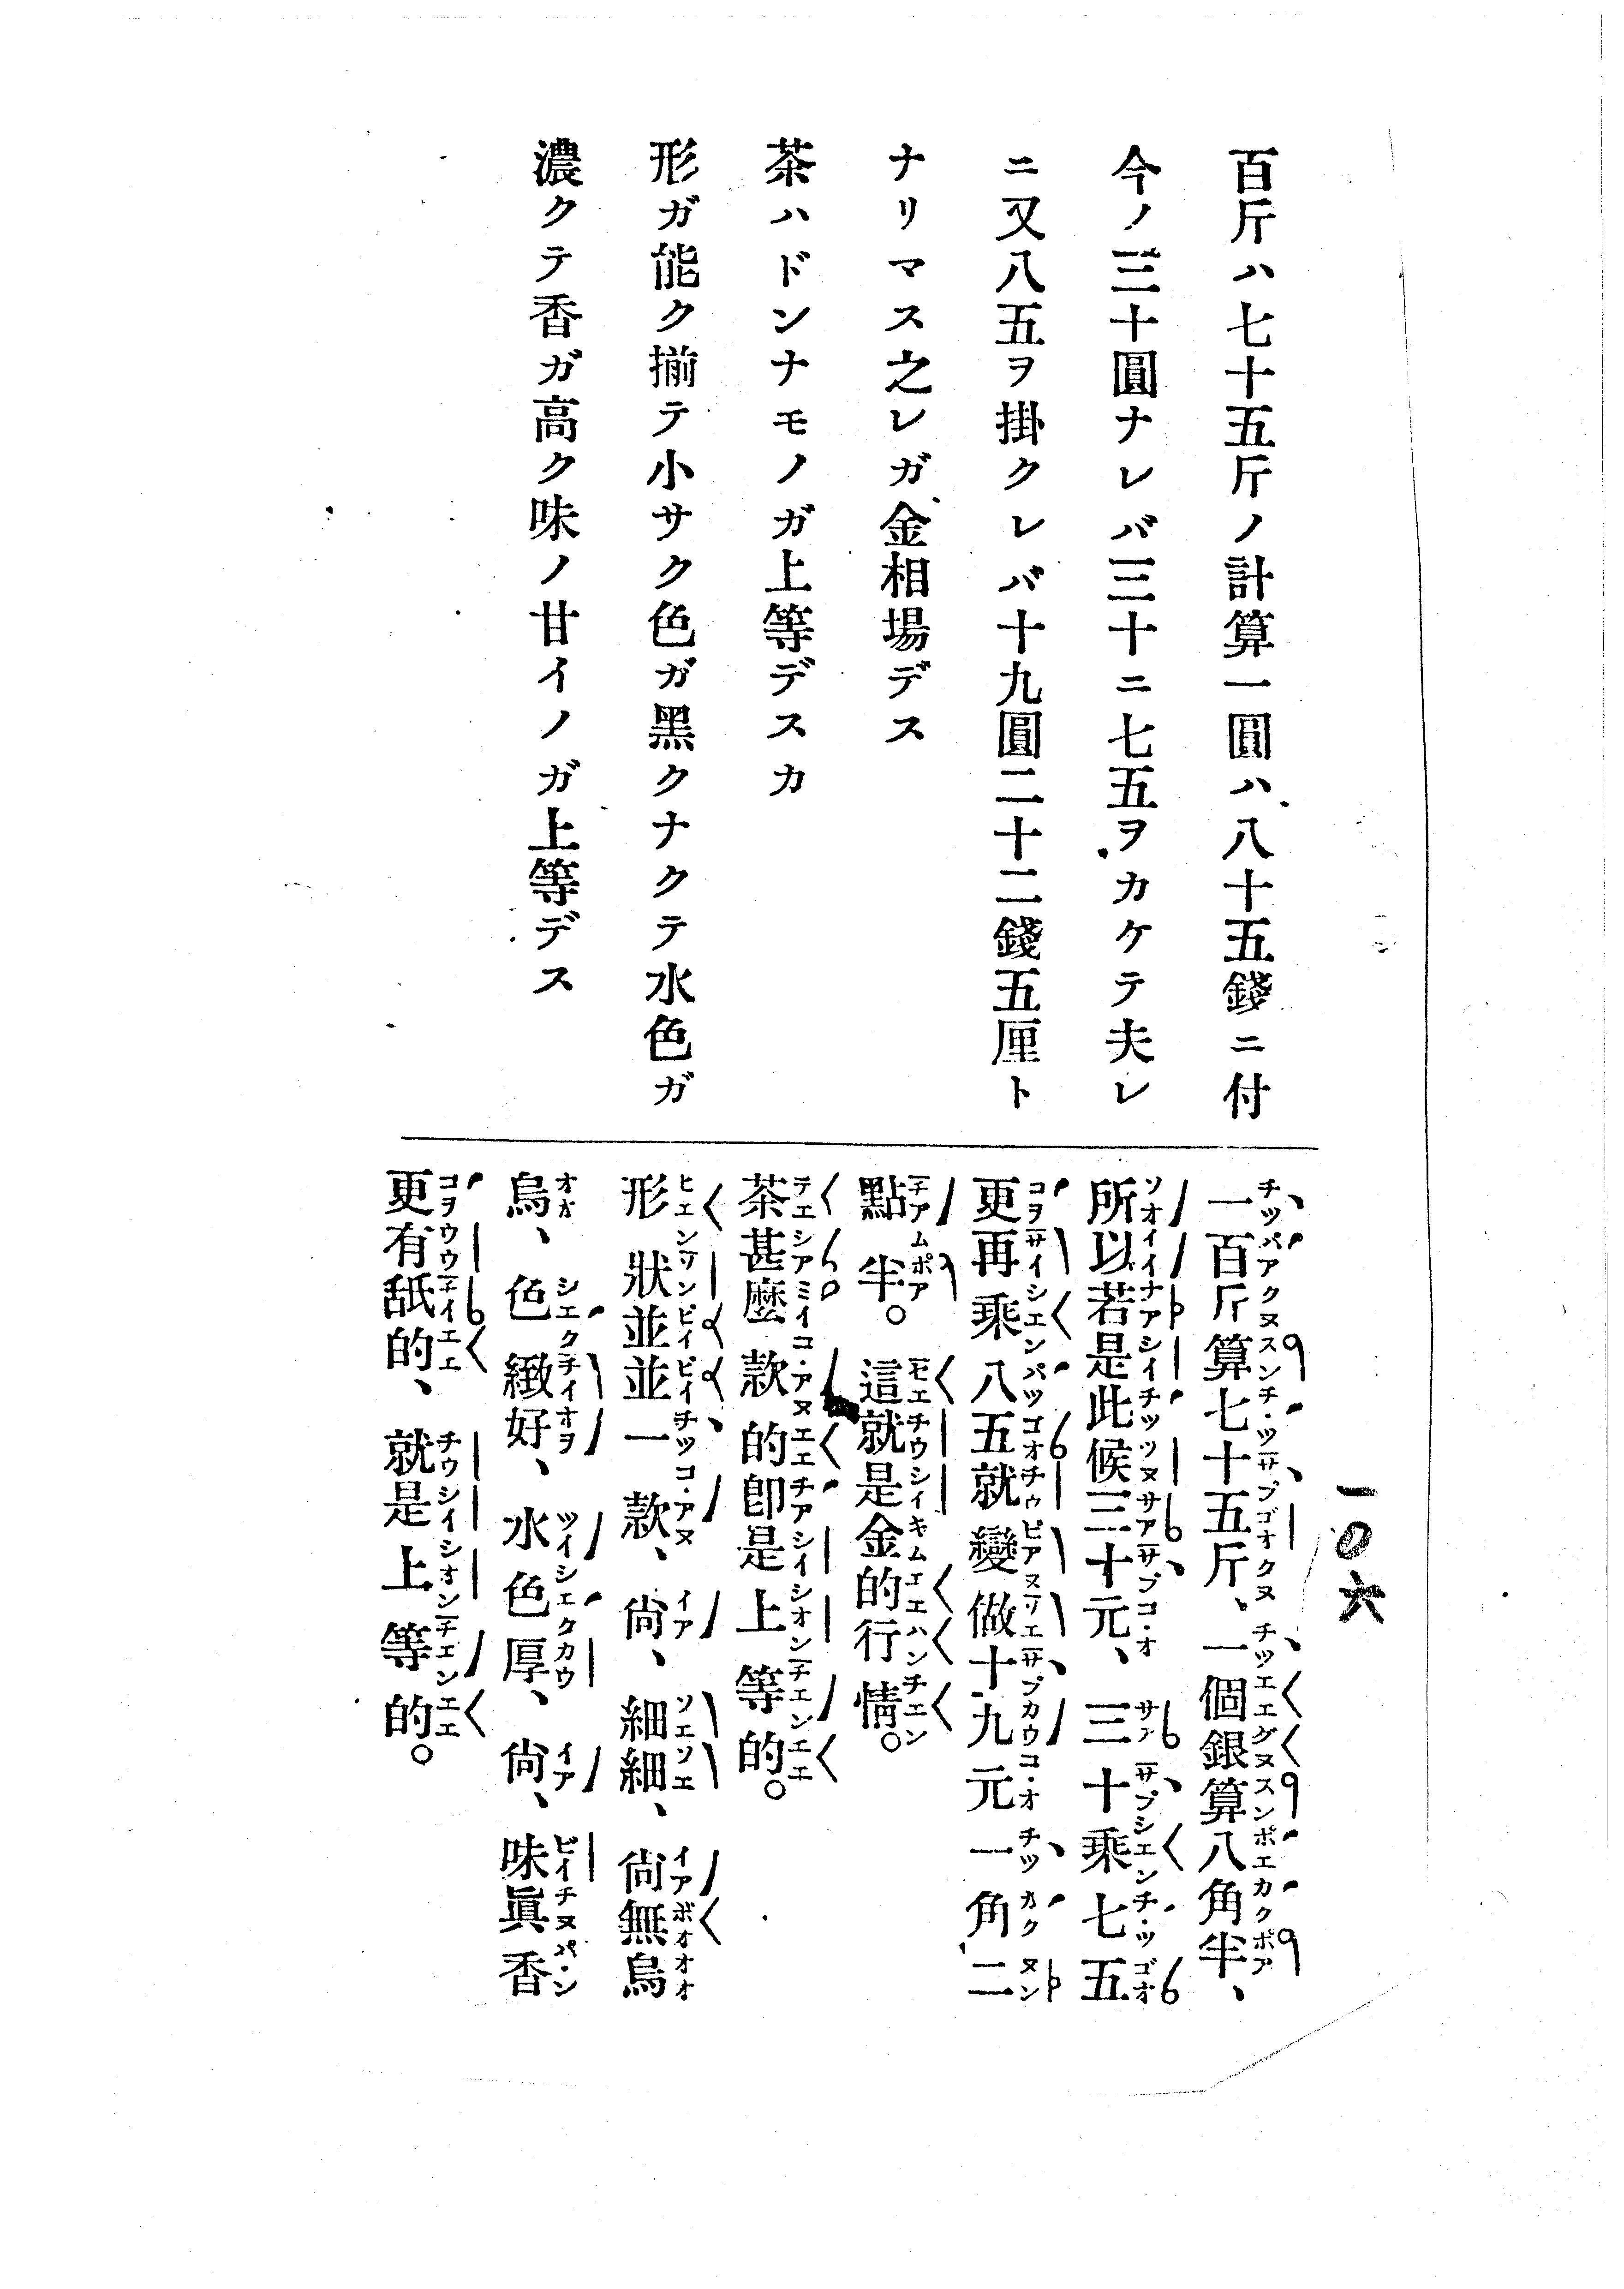 百斤ハ七十五斤ノ計算一圓ハ八十五錢ニ付
今ノ三十圓ナレバ三十ニ七五ヲカケテ夫レ
ニ又八五ヲ掛クレバ十九圓二十二錢五厘ト
ナリマス之レガ金相場デス
茶ハドンナモノガ上等デスカ
形ガ能ク揃テ小サク色ガ黑クナクテ水色ガ
濃クテ香ガ高ク味ノ甘イノガ上等デス
一百斤算七十五斤、一個銀算八角半、
所以若是此候三十元、三十乘七五
更再乘八五就變做十九元一角二
點半。這就是金的行情。
茶甚麼款的卽是上等的。
形狀並並一款、尙、細細、尙無烏
烏、色緻好、水色厚、尙、味眞香
更有甜的、就是上等的。
一〇六